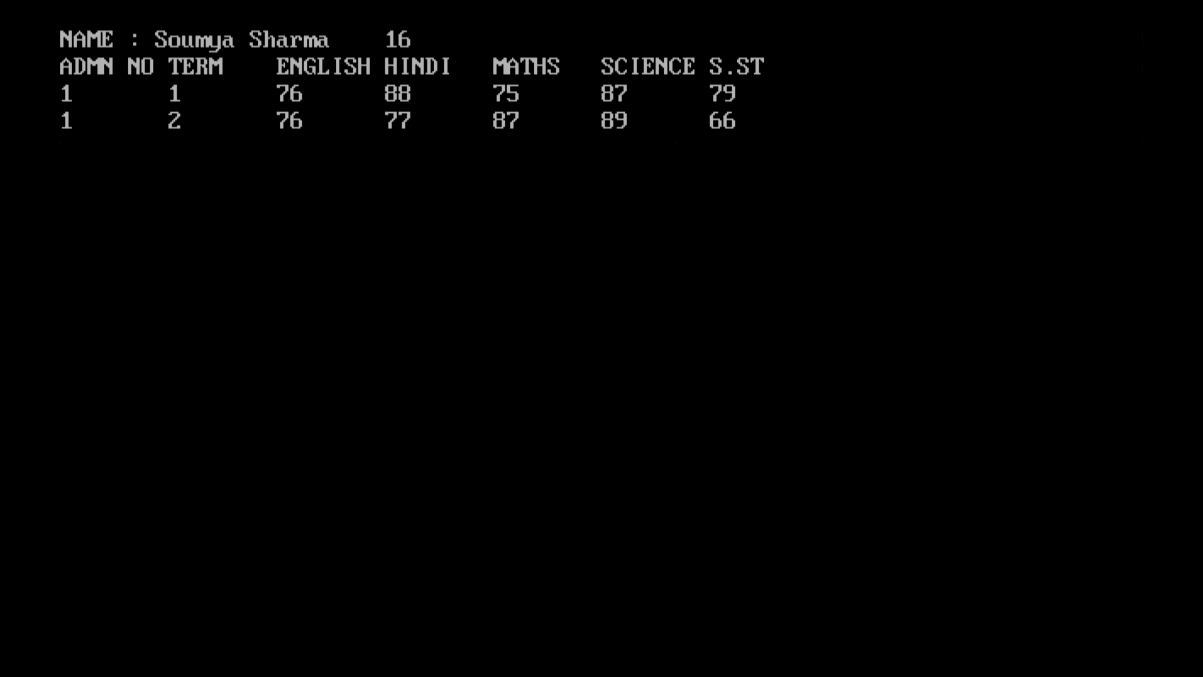 NAME : Soumya Sharma 16
ADMN NO TERM ENGLISH HINDI MATHS SCIENCE S.ST
1 1 76 88 75 87 79
1 2 76 77 87 89 66